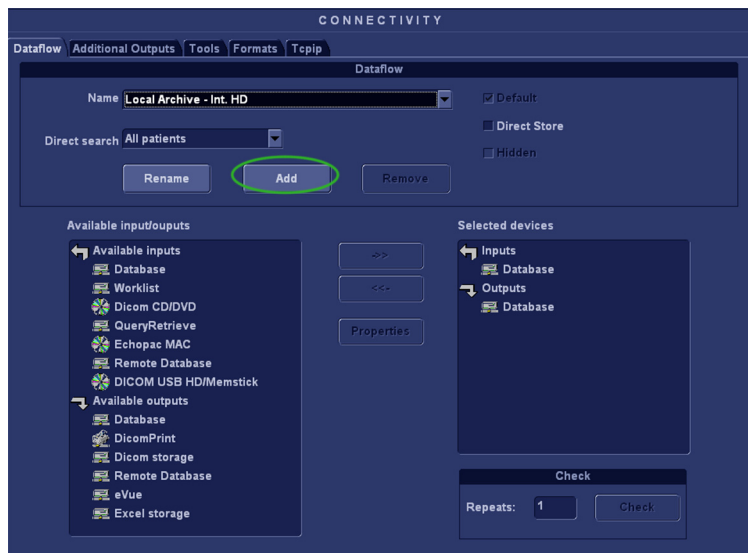 CONNECTIVITY
Dataflow Additional Outputs Tools Formats Tcpip
Dataflow
Name Local Archive - Int. HD Default
Direct Store
Direct search All patients
Hidden
Rename Add Remove
Available input/ouputs Selected devices
Available inputs ->> Inputs
Database Database
Worklist <<- Outputs
Dicom CD/DVD Database
QueryRetrieve Properties
Echopac MAC
Remote Database
DICOM USB HD/Memstick
Available outputs
Database
DicomPrint
Dicom storage
Remote Database Check
eVue
Repeats: 1 Check
Excel storage